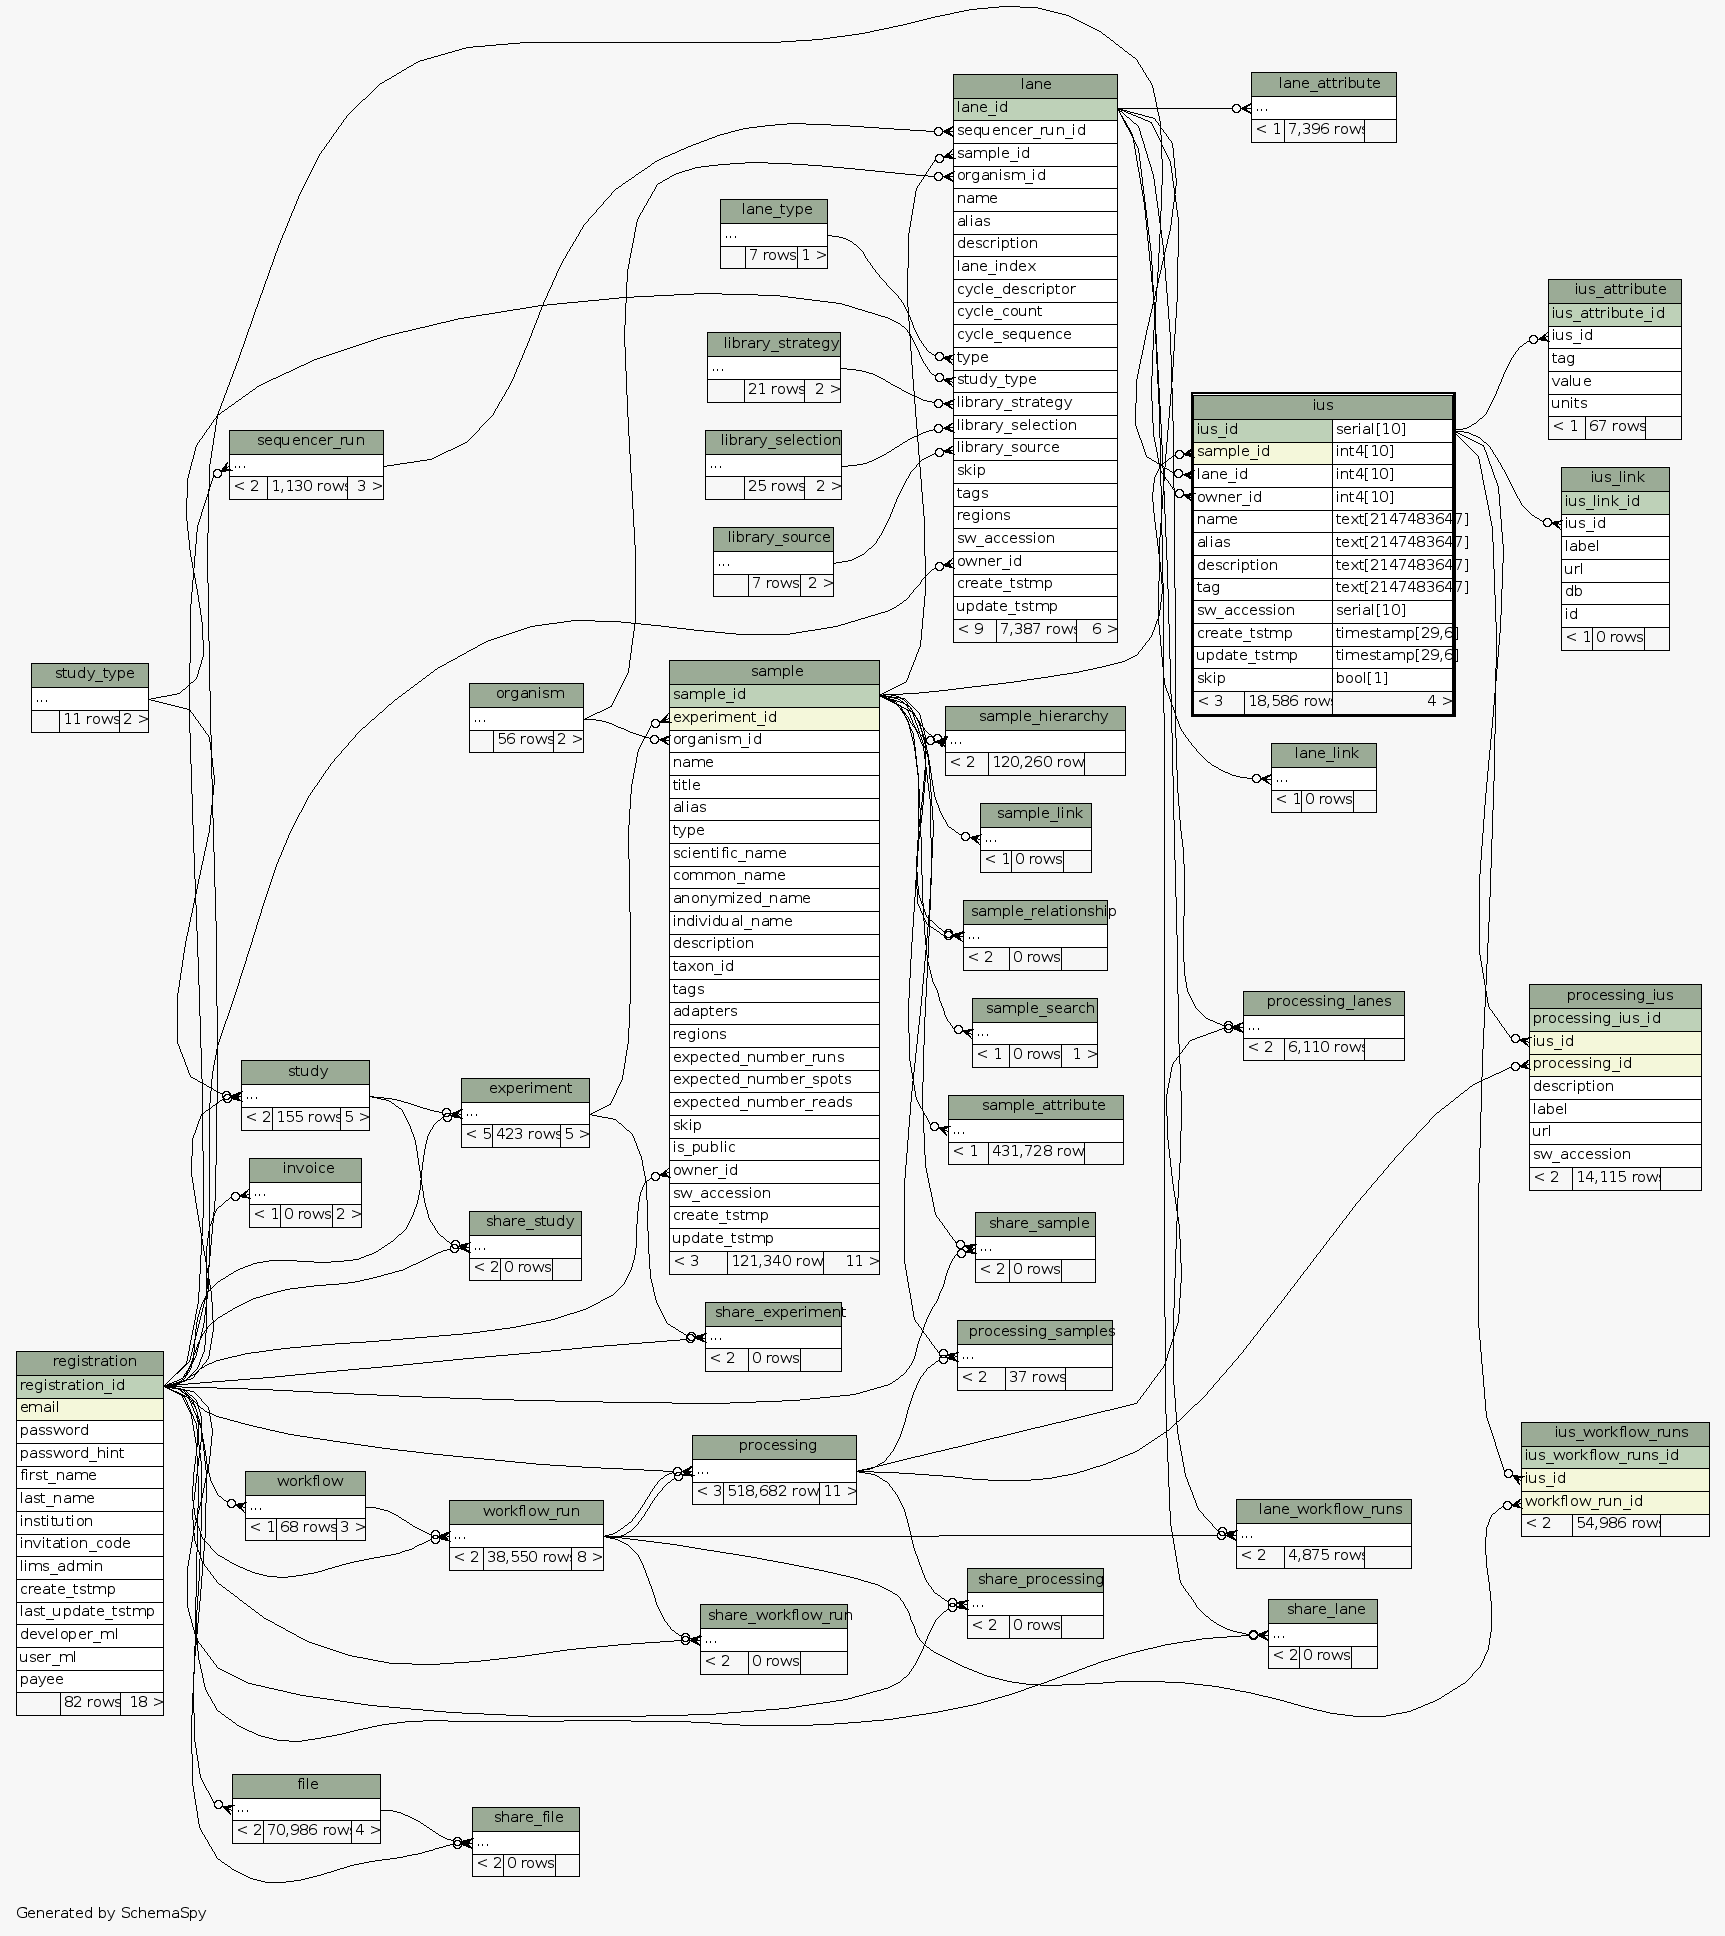 lane
lane_id
sequencer_run_id
sample_id
organism_id
name
alias
description
lane_index
cycle_descriptor
cycle_count
cycle_sequence
type
study_type
library_strategy
library_selection
library_source
skip
tags
regions
sw_accession
owner_id
create_tstmp
update_tstmp
< 9 7,387 rows 6 >
lane_attribute
...
< 1 7,396 rows
lane_type
...
7 rows 1 >
library_strategy
...
21 rows 2 >
library_selection
...
25 rows 2 >
library_source
...
7 rows 2 >
sequencer_run
...
< 2 1,130 rows 3 >
ius_attribute
ius_attribute_id
ius_id
tag
value
units
< 1 67 rows
ius
ius_id serial[10]
sample_id int4[10]
lane_id int4[10]
owner_id int4[10]
name text[2147483647]
alias text[2147483647]
description text[2147483647]
tag text[2147483647]
sw_accession serial[10]
create_tstmp timestamp[29,6]
update_tstmp timestamp[29,6]
skip bool[1]
< 3 18,586 rows 4 >
ius_link
ius_link_id
ius_id
label
url
db
id
< 1 0 rows
study_type
...
11 rows 2 >
organism
...
56 rows 2 >
sample
sample_id
experiment_id
organism_id
name
title
alias
type
scientific_name
common_name
anonymized_name
individual_name
description
taxon_id
tags
adapters
regions
expected_number_runs
expected_number_spots
expected_number_reads
skip
is_public
owner_id
sw_accession
create_tstmp
update_tstmp
< 3 121,340 row 11 >
sample_hierarchy
...
< 2 120,260 row
lane_link
...
< 1 0 rows
sample_link
...
< 1 0 rows
sample_relationship
...
< 2 0 rows
sample_search
...
< 1 0 rows 1 >
processing_lanes
...
< 2 6,110 rows
processing_ius
processing_ius_id
ius_id
processing_id
description
label
url
sw_accession
< 2 14,115 rows
sample_attribute
...
< 1 431,728 row
study
...
< 2 155 rows 5 >
experiment
...
< 5 423 rows 5 >
invoice
...
< 1 0 rows 2 >
share_study
...
< 2 0 rows
share_sample
...
< 2 0 rows
share_experiment
...
< 2 0 rows
processing_samples
...
< 2 37 rows
registration
registration_id
email
password
password_hint
first_name
last_name
institution
invitation_code
lims_admin
create_tstmp
last_update_tstmp
developer_ml
user_ml
payee
82 rows 18 >
processing
...
< 3 518,682 row 11 >
workflow
...
< 1 68 rows 3 >
workflow_run
...
< 2 38,550 rows 8 >
lane_workflow_runs
...
< 2 4,875 rows
ius_workflow_runs
ius_workflow_runs_id
ius_id
workflow_run_id
< 2 54,986 rows
share_processing
...
< 2 0 rows
share_workflow_run
...
< 2 0 rows
share_lane
...
< 2 0 rows
file
...
< 2 70,986 rows 4 >
share_file
...
< 2 0 rows
Generated by SchemaSpy